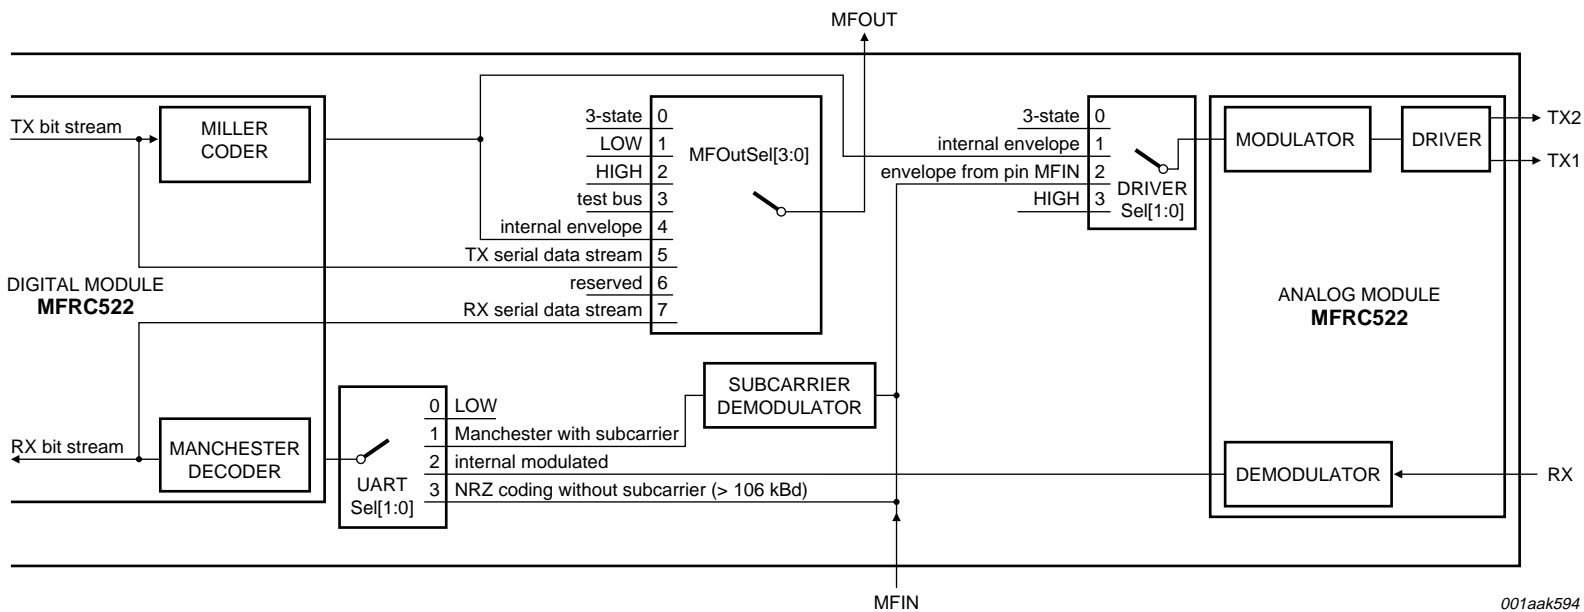 MFOUT
TX bit stream
MILLER
CODER
3-state 0
LOW 1
HIGH 2
test bus 3
internal envelope 4
TX serial data stream 5
reserved 6
RX serial data stream 7
MFOutSel[3:0]
3-state 0
internal envelope 1
envelope from pin MFIN 2
HIGH 3
DRIVER
Sel[1:0]
MODULATOR
DRIVER
TX2
TX1
DIGITAL MODULE
MFRC522
ANALOG MODULE
MFRC522
SUBCARRIER
DEMODULATOR
RX bit stream
MANCHESTER
DECODER
UART
Sel[1:0]
0 LOW
1 Manchester with subcarrier
2 internal modulated
3 NRZ coding without subcarrier (> 106 kBd)
DEMODULATOR
RX
MFIN
001aak594